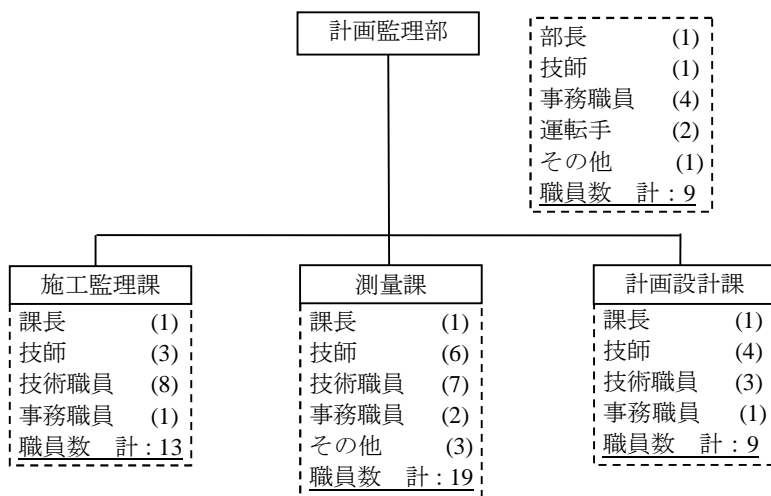 計画監理部
部長 (1)
技師 (1)
事務職員 (4)
運転手 (2)
その他 (1)
職員数 計：9
施工監理課
課長 (1)
技師 (3)
技術職員 (8)
事務職員 (1)
職員数 計：13
測量課
課長 (1)
技師 (6)
技術職員 (7)
事務職員 (2)
その他 (3)
職員数 計：19
計画設計課
課長 (1)
技師 (4)
技術職員 (3)
事務職員 (1)
職員数 計：9